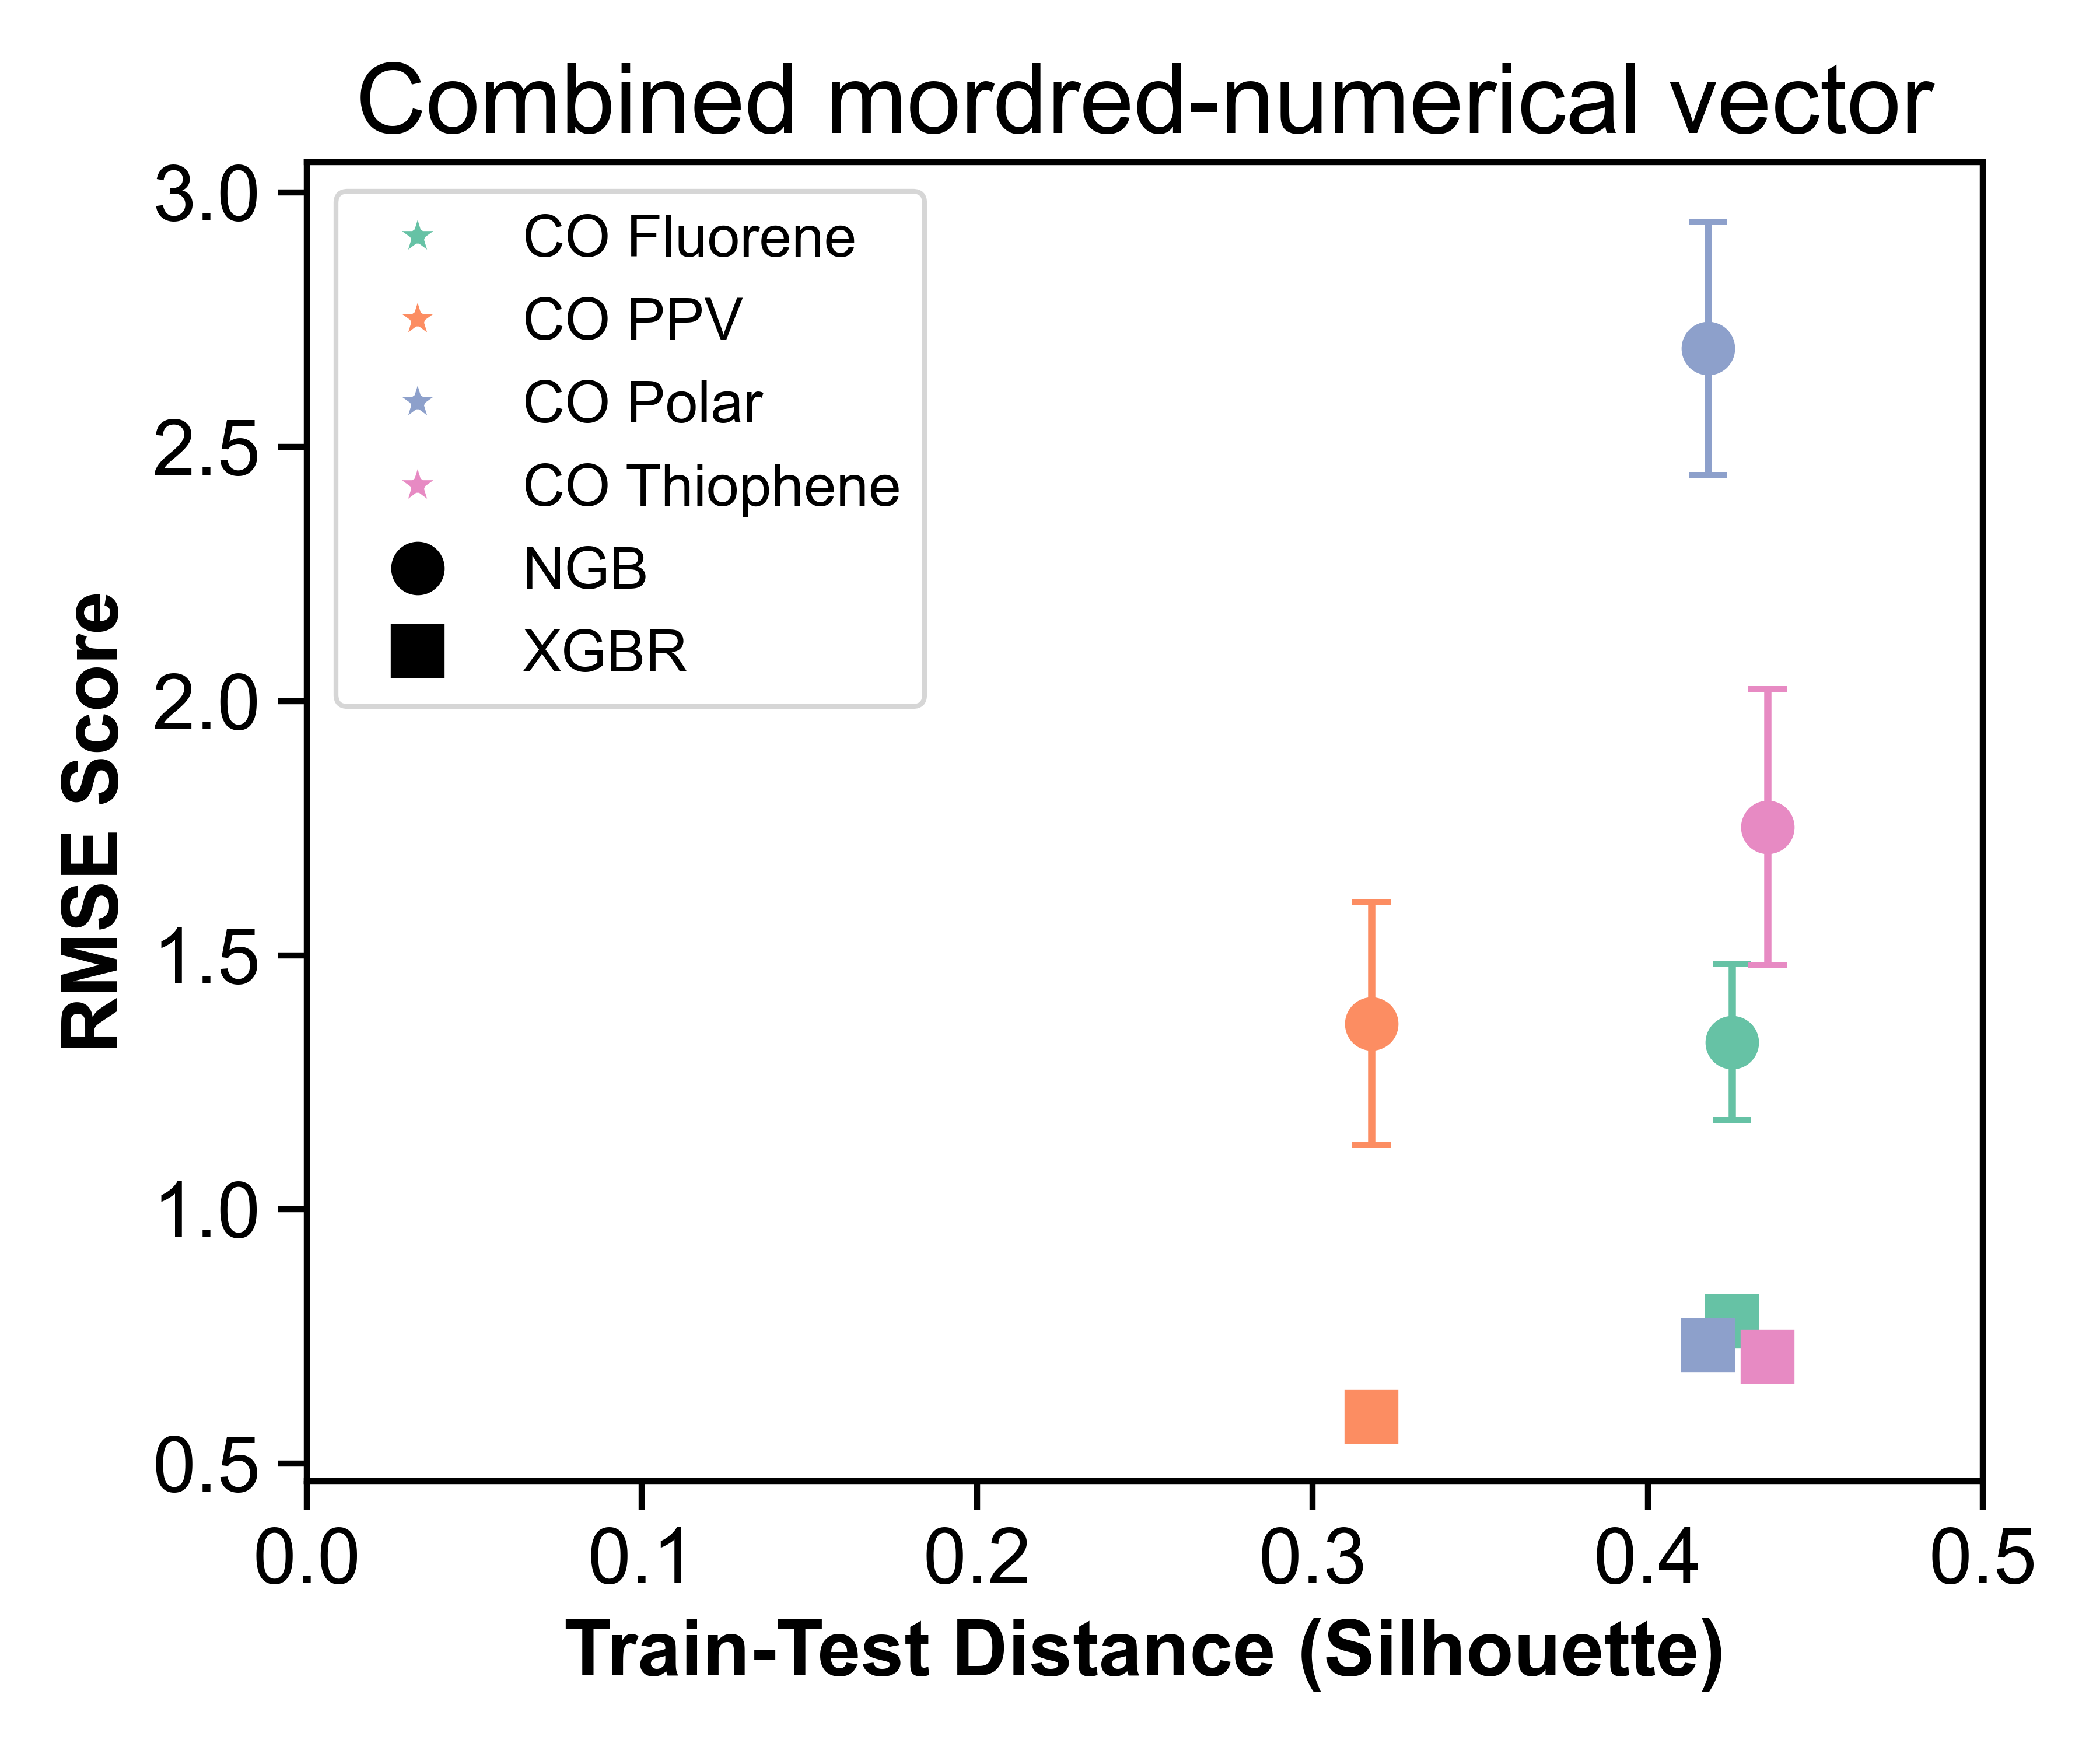 Combined mordred-numerical vector
3.0
2.5
2.0
1.5
1.0
0.5
RMSE Score
CO Fluorene
CO PPV
CO Polar
CO Thiophene
NGB
XGBR
0.0 0.1 0.2 0.3 0.4 0.5
Train-Test Distance (Silhouette)